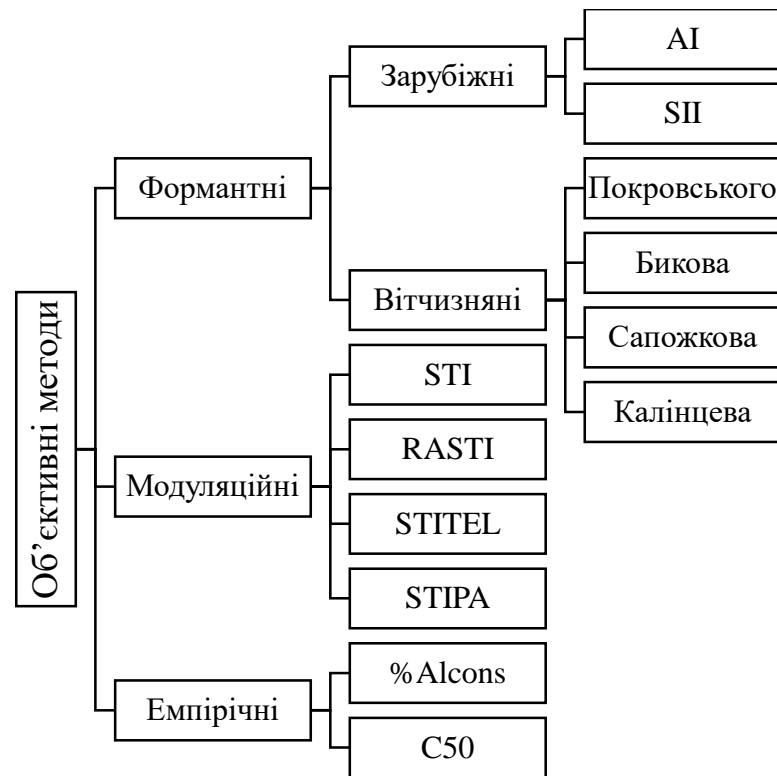 Об’єктивні методи
Формантні
Зарубіжні
AI
SII
Вітчизняні
Покровського
Бикова
Сапожкова
Калінцева
Модуляційні
STI
RASTI
STITEL
STIPA
Емпірічні
%Alcons
C50